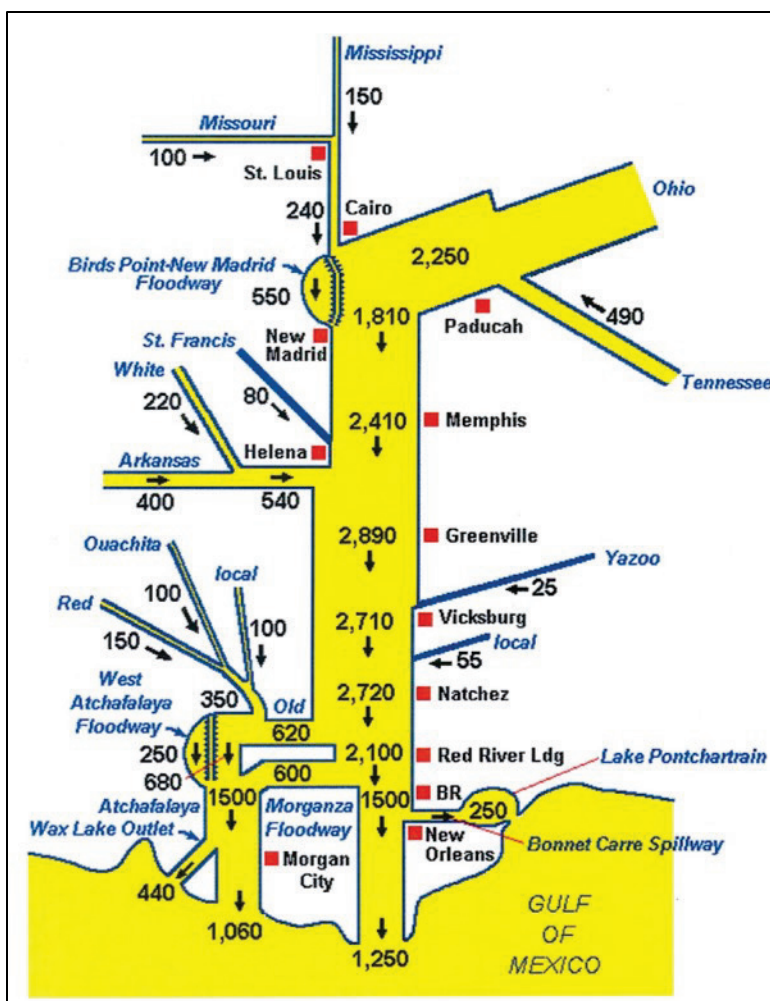 Mississippi
150
Missouri
100
St. Louis
Ohio
240
Cairo
2,250
Birds Point-New Madrid
Floodway
550
1,810
490
St. Francis
New
Madrid
Paducah
White
Tennessee
220
80
2,410
Memphis
Helena
Arkansas
400
540
2,890
Greenville
Ouachita
local
Yazoo
Red
100
25
2,710
Vicksburg
150
100
local
55
West
Atchafalaya
Floodway
350
Old
2,720
Natchez
620
250
2,100
Red River Ldg
Lake Pontchartrain
680
600
BR
Atchafalaya
1500
Morganza
Floodway
1500
250
Wax Lake Outlet
New
Orleans
Bonnet Carre Spillway
Morgan
City
440
1,060
1,250
GULF
OF
MEXICO